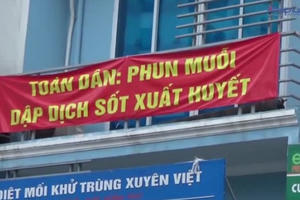 TOÀN DÂN: PHUN MUỖI
DẬP DỊCH SỐT XUẤT HUYẾT
DIỆT MỐI KHỬ TRÙNG XUYÊN VIỆT